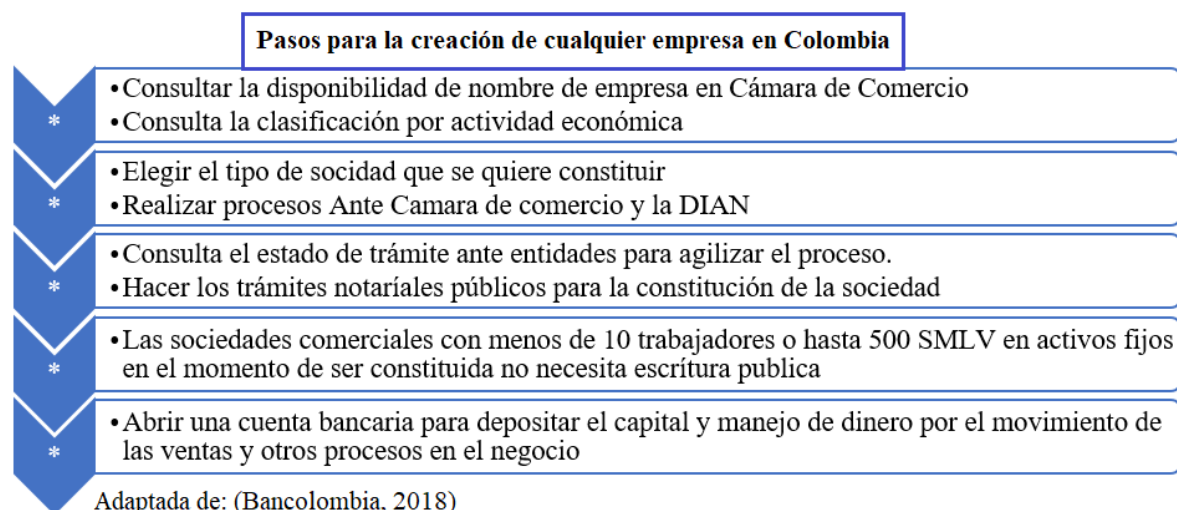 Pasos para la creación de cualquier empresa en Colombia
•Consultar la disponibilidad de nombre de empresa en Cámara de Comercio
* •Consulta la clasificación por actividad económica
•Elegir el tipo de socidad que se quiere constituir
* •Realizar procesos Ante Camara de comercio y la DIAN
•Consulta el estado de trámite ante entidades para agilizar el proceso.
* •Hacer los trámites notaríales públicos para la constitución de la sociedad
•Las sociedades comerciales con menos de 10 trabajadores o hasta 500 SMLV en activos fijos
* en el momento de ser constituida no necesita escrítura publica
•Abrir una cuenta bancaria para depositar el capital y manejo de dinero por el movimiento de
* las ventas y otros procesos en el negocio
Adaptada de: (Bancolombia, 2018)